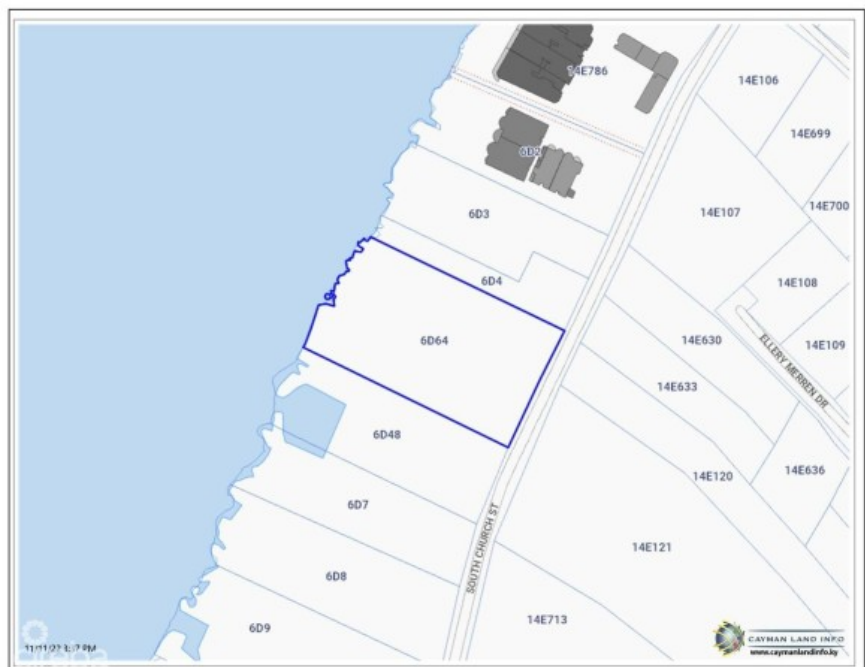 14E786
14E106
14E699
6D2
14E700
6D3
14E107
14E108
6D4
14E630
14E109
6D64
ELLERY MERREN DR
14E633
6D48
14E120
14E636
6D7
14E121
SOUTH CHURCH ST
6D8
6D9
14E713
CAYMAN LAND INFO
www.caymanlandinfo.ky
cireba